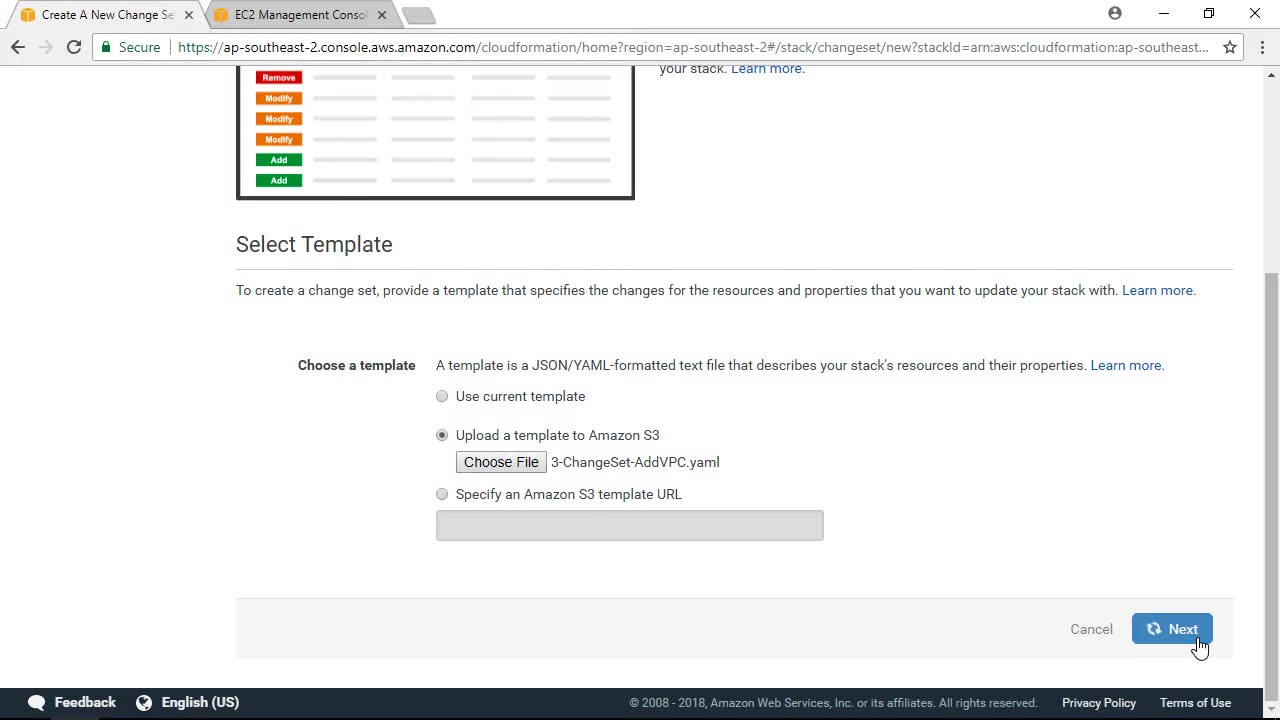 Create A New Change Se
EC2 Management Consol
Secure
https://ap-southeast-2.console.aws.amazon.com/cloudformation/home?region=ap-southeast-2#/stack/changeset/new?stackId=arn:aws:cloudformation:ap-southeast...
your stack. Learn more.
Remove
Modify
Modify
Modify
Add
Add
Select Template
To create a change set, provide a template that specifies the changes for the resources and properties that you want to update your stack with. Learn more.
Choose a template
A template is a JSON/YAML-formatted text file that describes your stack's resources and their properties. Learn more.
Use current template
Upload a template to Amazon S3
Choose File 3-ChangeSet-AddVPC.yaml
Specify an Amazon S3 template URL
Cancel
Next
Feedback
English (US)
© 2008 - 2018, Amazon Web Services, Inc. or its affiliates. All rights reserved.
Privacy Policy
Terms of Use